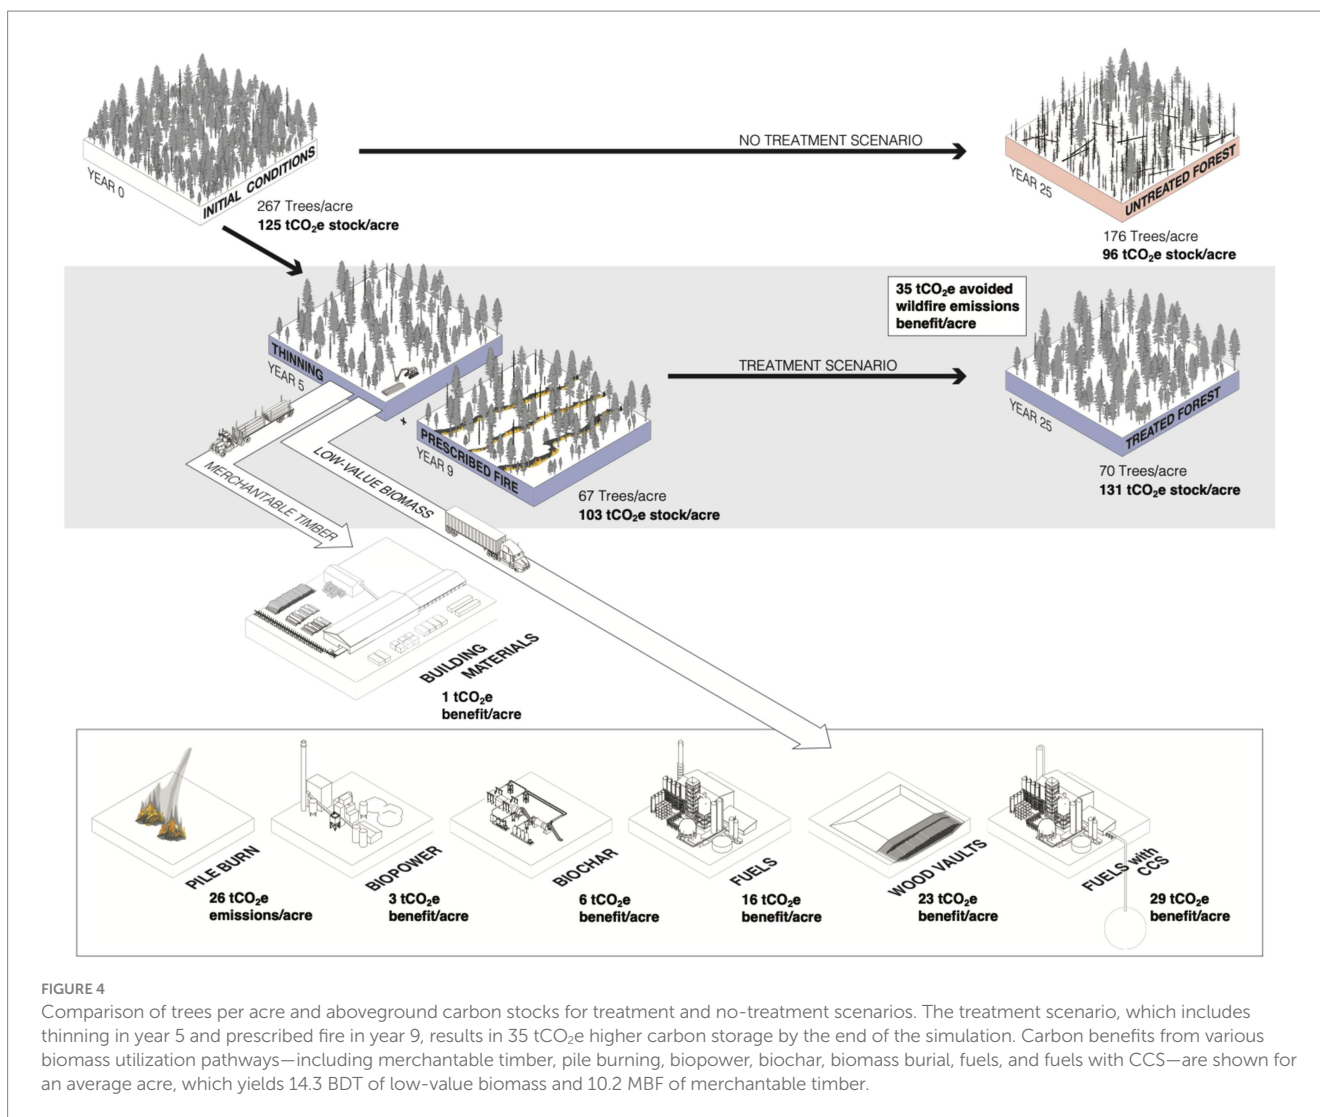 NO TREATMENT SCENARIO
YEAR 0
INITIAL CONDITIONS
267 Trees/acre
125 tCO₂e stock/acre
YEAR 25
UNTREATED FOREST
176 Trees/acre
96 tCO₂e stock/acre
35 tCO₂e avoided
wildfire emissions
benefit/acre
THINNING
YEAR 5
TREATMENT SCENARIO
PRESCRIBED FIRE
YEAR 9
67 Trees/acre
103 tCO₂e stock/acre
YEAR 25
TREATED FOREST
70 Trees/acre
131 tCO₂e stock/acre
MERCHANTABLE TIMBER
LOW-VALUE BIOMASS
BUILDING
MATERIALS
1 tCO₂e
benefit/acre
PILE BURN
26 tCO₂e
emissions/acre
BIOPOWER
3 tCO₂e
benefit/acre
BIOCHAR
6 tCO₂e
benefit/acre
FUELS
16 tCO₂e
benefit/acre
WOOD VAULTS
23 tCO₂e
benefit/acre
FUELS with
CCS
29 tCO₂e
benefit/acre
FIGURE 4
Comparison of trees per acre and aboveground carbon stocks for treatment and no-treatment scenarios. The treatment scenario, which includes
thinning in year 5 and prescribed fire in year 9, results in 35 tCO₂e higher carbon storage by the end of the simulation. Carbon benefits from various
biomass utilization pathways—including merchantable timber, pile burning, biopower, biochar, biomass burial, fuels, and fuels with CCS—are shown for
an average acre, which yields 14.3 BDT of low-value biomass and 10.2 MBF of merchantable timber.